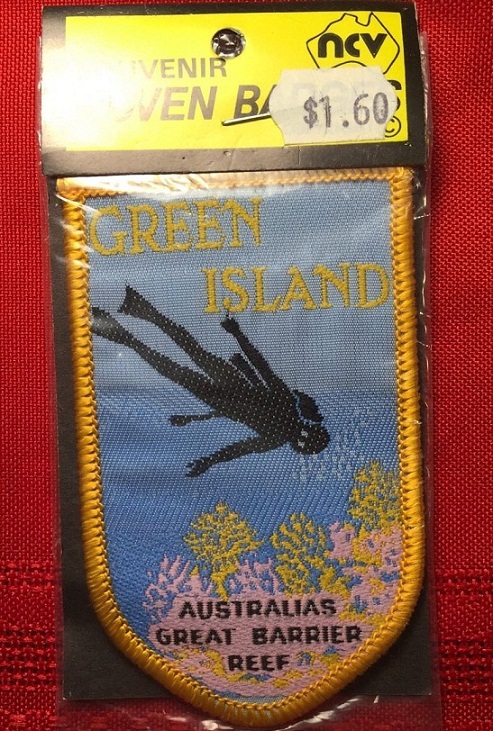 ncv
SOUVENIR
WOVEN BADGES
$1.60
©
GREEN
ISLAND
AUSTRALIAS
GREAT BARRIER
REEF